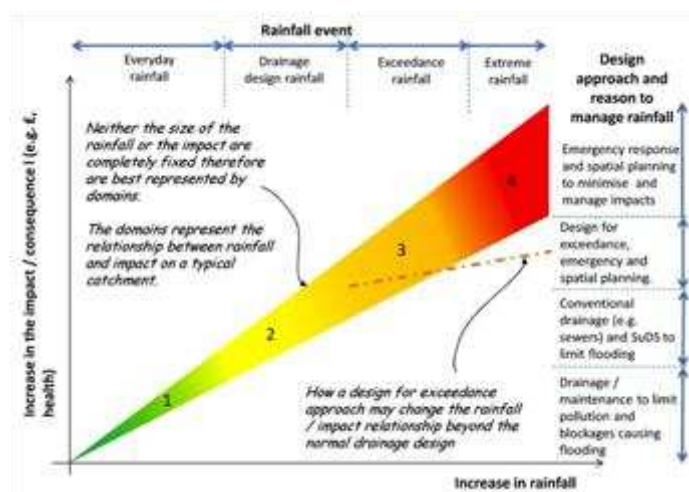 Rainfall event
Everyday
rainfall
Drainage
design rainfall
Exceedance
rainfall
Extreme
rainfall
Design
approach and
reason to
manage rainfall
Neither the size of the
rainfall or the impact are
completely fixed therefore
are best represented by
domains.
The domains represent the
relationship between rainfall
and impact on a typical
catchment.
Emergency response
and spatial planning
to minimise and
manage impacts
Design for
exceedance,
emergency and
spatial planning.
Conventional
drainage (e.g.
sewers) and SuDS to
limit flooding
Drainage /
maintenance to limit
pollution and
blockages causing
flooding
1
2
3
4
How a design for exceedance
approach may change the rainfall
/ impact relationship beyond the
normal drainage design
Increase in the impact / consequence I (e.g. £,
health)
Increase in rainfall